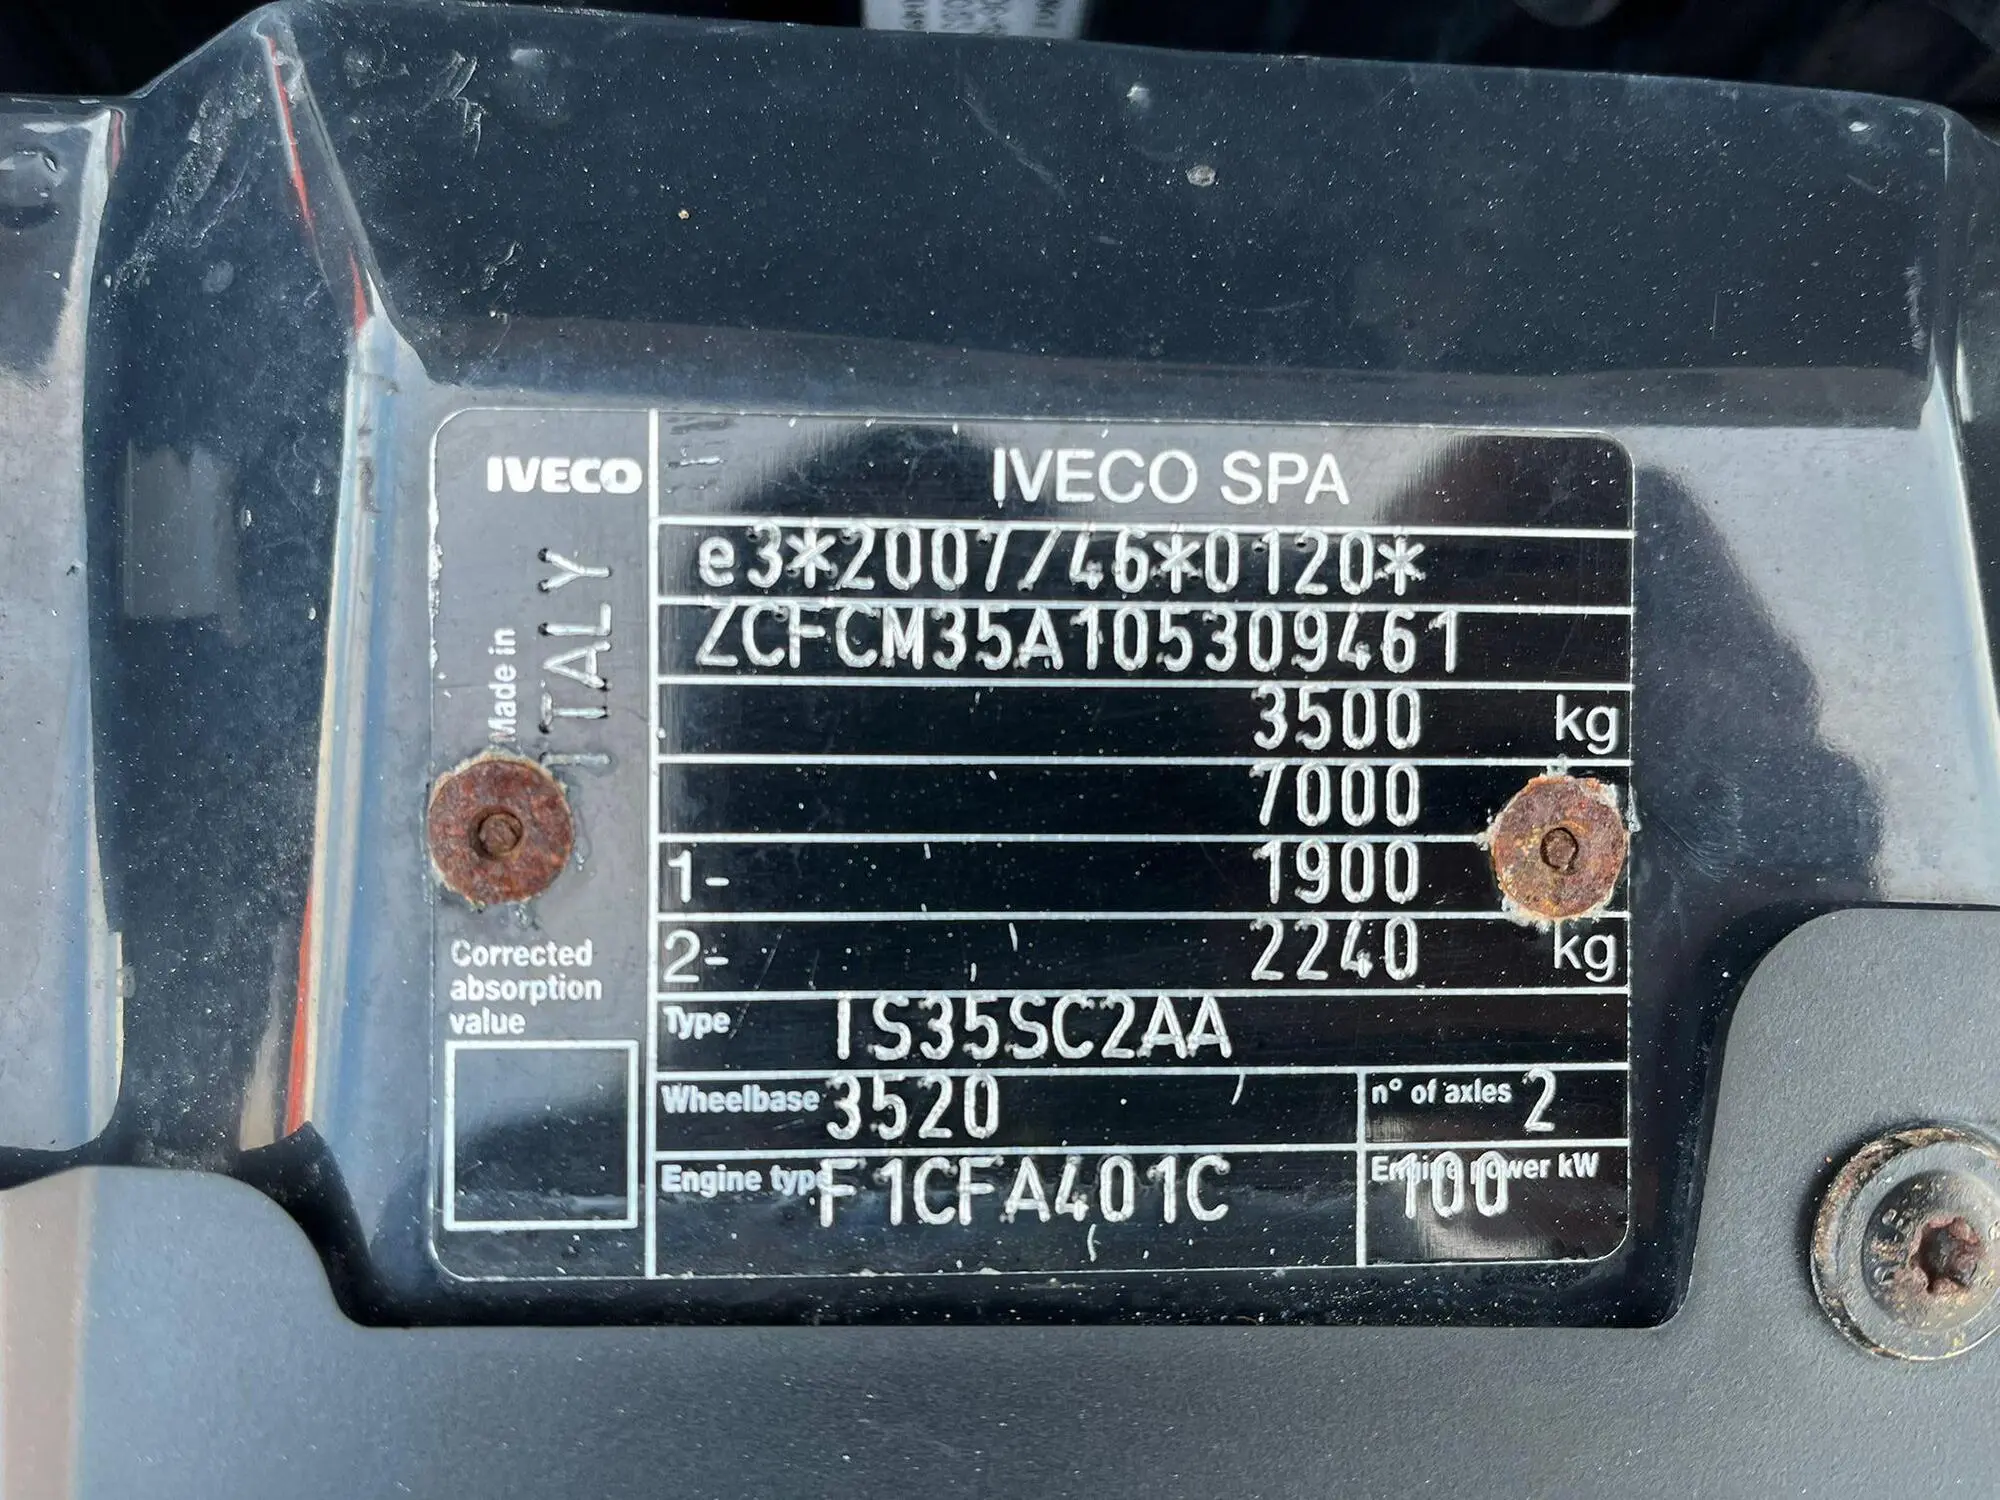 IVECO
IVECO SPA
Made in
ITALY
e3*2007/46*0120*
ZCFCM35A105309461
3500 kg
7000
1- 1900
2- 2240 kg
Corrected
absorption
value
Type IS35SC2AA
Wheelbase 3520
n° of axles 2
Engine type F1CFA401C
Engine power kW 100